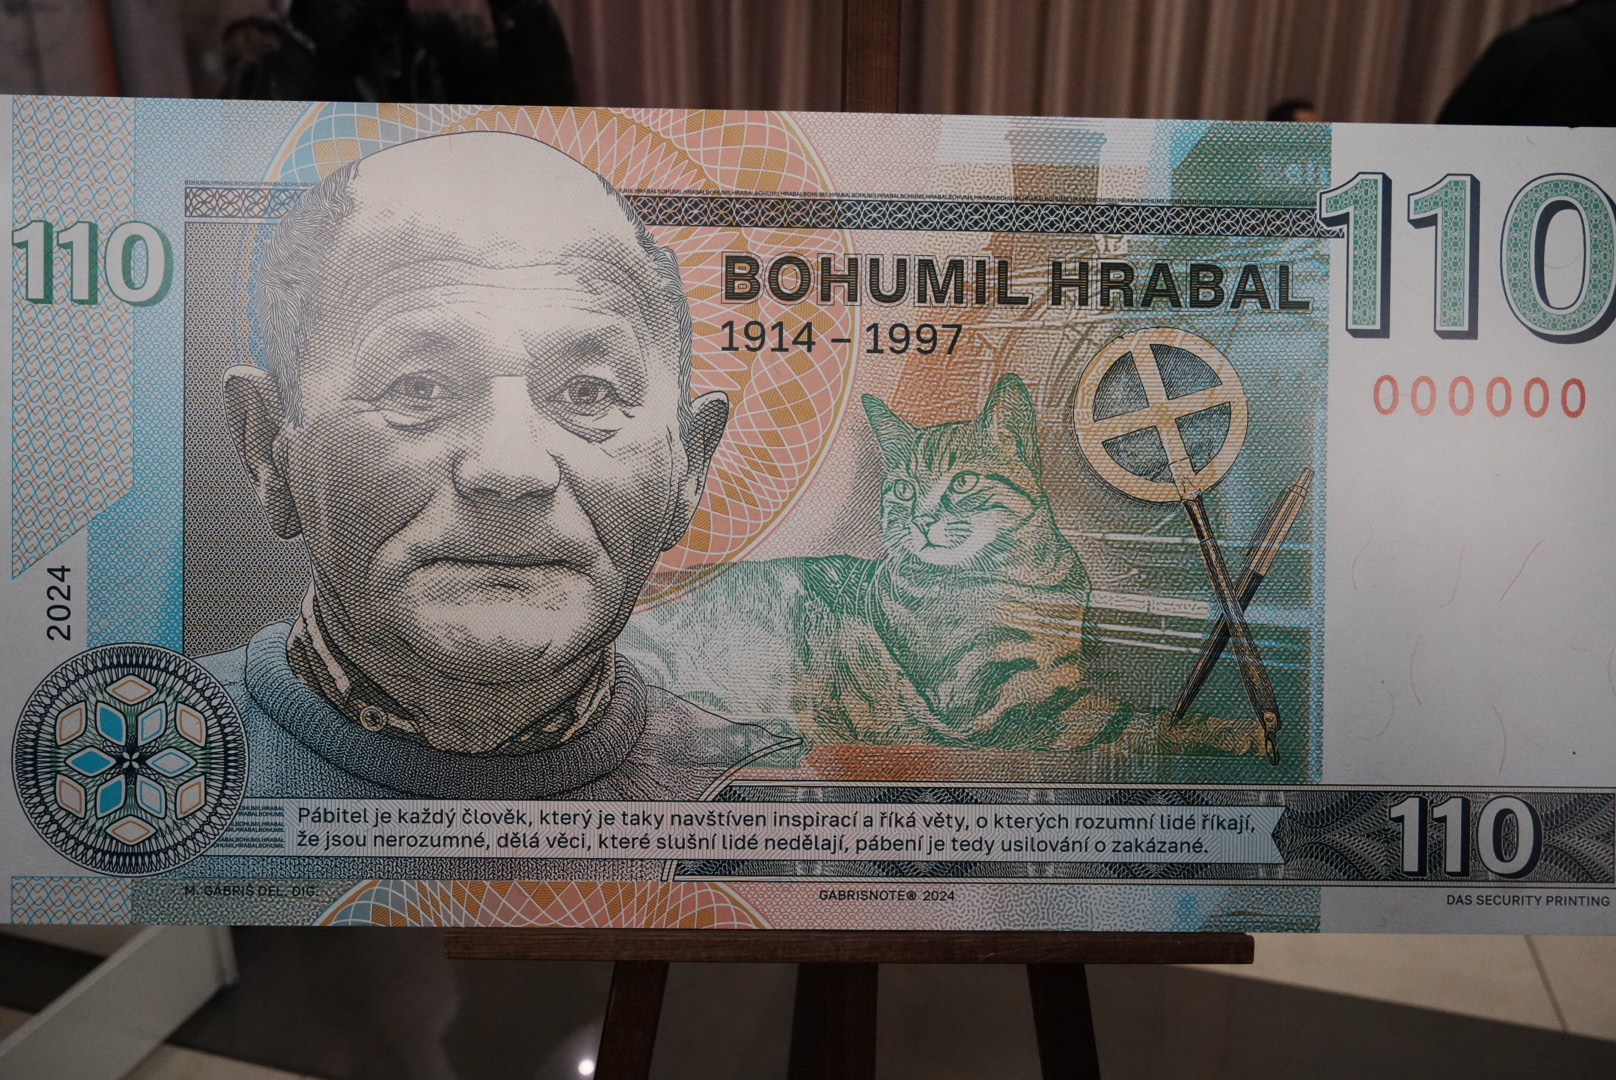 110
BOHUMIL HRABAL
1914 – 1997
110
000000
2024
Pábitel je každý člověk, který je taky navštíven inspirací a říká věty, o kterých rozumní lidé říkají,
že jsou nerozumné, dělá věci, které slušní lidé nedělají, pábení je tedy usilování o zakázané.
110
M. GÁBRIŠ DEL. DIG.
GABRISNOTE® 2024
DAS SECURITY PRINTING